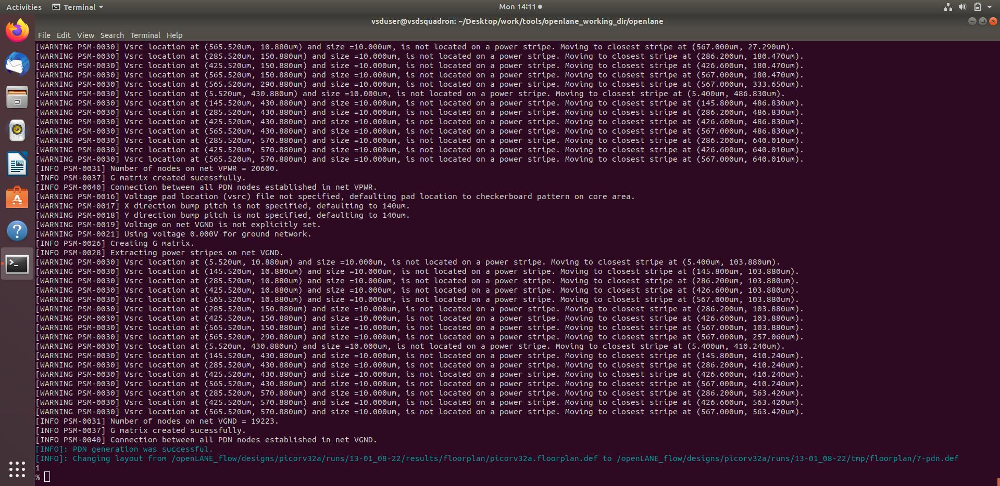 Activities Terminal Mon 14:11
vsduser@vsdsquadron: ~/Desktop/work/tools/openlane_working_dir/openlane
File Edit View Search Terminal Help
[WARNING PSM-0030] Vsrc location at (565.520um, 10.880um) and size =10.000um, is not located on a power stripe. Moving to closest stripe at (567.000um, 27.290um).
[WARNING PSM-0030] Vsrc location at (285.520um, 150.880um) and size =10.000um, is not located on a power stripe. Moving to closest stripe at (286.200um, 180.470um).
[WARNING PSM-0030] Vsrc location at (425.520um, 150.880um) and size =10.000um, is not located on a power stripe. Moving to closest stripe at (426.600um, 180.470um).
[WARNING PSM-0030] Vsrc location at (565.520um, 150.880um) and size =10.000um, is not located on a power stripe. Moving to closest stripe at (567.000um, 180.470um).
[WARNING PSM-0030] Vsrc location at (565.520um, 290.880um) and size =10.000um, is not located on a power stripe. Moving to closest stripe at (567.000um, 333.650um).
[WARNING PSM-0030] Vsrc location at (5.520um, 430.880um) and size =10.000um, is not located on a power stripe. Moving to closest stripe at (5.400um, 486.830um).
[WARNING PSM-0030] Vsrc location at (145.520um, 430.880um) and size =10.000um, is not located on a power stripe. Moving to closest stripe at (145.800um, 486.830um).
[WARNING PSM-0030] Vsrc location at (285.520um, 430.880um) and size =10.000um, is not located on a power stripe. Moving to closest stripe at (286.200um, 486.830um).
[WARNING PSM-0030] Vsrc location at (425.520um, 430.880um) and size =10.000um, is not located on a power stripe. Moving to closest stripe at (426.600um, 486.830um).
[WARNING PSM-0030] Vsrc location at (565.520um, 430.880um) and size =10.000um, is not located on a power stripe. Moving to closest stripe at (567.000um, 486.830um).
[WARNING PSM-0030] Vsrc location at (285.520um, 570.880um) and size =10.000um, is not located on a power stripe. Moving to closest stripe at (286.200um, 640.010um).
[WARNING PSM-0030] Vsrc location at (425.520um, 570.880um) and size =10.000um, is not located on a power stripe. Moving to closest stripe at (426.600um, 640.010um).
[WARNING PSM-0030] Vsrc location at (565.520um, 570.880um) and size =10.000um, is not located on a power stripe. Moving to closest stripe at (567.000um, 640.010um).
[INFO PSM-0031] Number of nodes on net VPWR = 20600.
[INFO PSM-0037] G matrix created sucessfully.
[INFO PSM-0040] Connection between all PDN nodes established in net VPWR.
[WARNING PSM-0016] Voltage pad location (vsrc) file not specified, defaulting pad location to checkerboard pattern on core area.
[WARNING PSM-0017] X direction bump pitch is not specified, defaulting to 140um.
[WARNING PSM-0018] Y direction bump pitch is not specified, defaulting to 140um.
[WARNING PSM-0019] Voltage on net VGND is not explicitly set.
[WARNING PSM-0021] Using voltage 0.000V for ground network.
[INFO PSM-0026] Creating G matrix.
[INFO PSM-0028] Extracting power stripes on net VGND.
[WARNING PSM-0030] Vsrc location at (5.520um, 10.880um) and size =10.000um, is not located on a power stripe. Moving to closest stripe at (5.400um, 103.880um).
[WARNING PSM-0030] Vsrc location at (145.520um, 10.880um) and size =10.000um, is not located on a power stripe. Moving to closest stripe at (145.800um, 103.880um).
[WARNING PSM-0030] Vsrc location at (285.520um, 10.880um) and size =10.000um, is not located on a power stripe. Moving to closest stripe at (286.200um, 103.880um).
[WARNING PSM-0030] Vsrc location at (425.520um, 10.880um) and size =10.000um, is not located on a power stripe. Moving to closest stripe at (426.600um, 103.880um).
[WARNING PSM-0030] Vsrc location at (565.520um, 10.880um) and size =10.000um, is not located on a power stripe. Moving to closest stripe at (567.000um, 103.880um).
[WARNING PSM-0030] Vsrc location at (285.520um, 150.880um) and size =10.000um, is not located on a power stripe. Moving to closest stripe at (286.200um, 103.880um).
[WARNING PSM-0030] Vsrc location at (425.520um, 150.880um) and size =10.000um, is not located on a power stripe. Moving to closest stripe at (426.600um, 103.880um).
[WARNING PSM-0030] Vsrc location at (565.520um, 150.880um) and size =10.000um, is not located on a power stripe. Moving to closest stripe at (567.000um, 103.880um).
[WARNING PSM-0030] Vsrc location at (565.520um, 290.880um) and size =10.000um, is not located on a power stripe. Moving to closest stripe at (567.000um, 257.060um).
[WARNING PSM-0030] Vsrc location at (5.520um, 430.880um) and size =10.000um, is not located on a power stripe. Moving to closest stripe at (5.400um, 410.240um).
[WARNING PSM-0030] Vsrc location at (145.520um, 430.880um) and size =10.000um, is not located on a power stripe. Moving to closest stripe at (145.800um, 410.240um).
[WARNING PSM-0030] Vsrc location at (285.520um, 430.880um) and size =10.000um, is not located on a power stripe. Moving to closest stripe at (286.200um, 410.240um).
[WARNING PSM-0030] Vsrc location at (425.520um, 430.880um) and size =10.000um, is not located on a power stripe. Moving to closest stripe at (426.600um, 410.240um).
[WARNING PSM-0030] Vsrc location at (565.520um, 430.880um) and size =10.000um, is not located on a power stripe. Moving to closest stripe at (567.000um, 410.240um).
[WARNING PSM-0030] Vsrc location at (285.520um, 570.880um) and size =10.000um, is not located on a power stripe. Moving to closest stripe at (286.200um, 563.420um).
[WARNING PSM-0030] Vsrc location at (425.520um, 570.880um) and size =10.000um, is not located on a power stripe. Moving to closest stripe at (426.600um, 563.420um).
[WARNING PSM-0030] Vsrc location at (565.520um, 570.880um) and size =10.000um, is not located on a power stripe. Moving to closest stripe at (567.000um, 563.420um).
[INFO PSM-0031] Number of nodes on net VGND = 19223.
[INFO PSM-0037] G matrix created sucessfully.
[INFO PSM-0040] Connection between all PDN nodes established in net VGND.
[INFO]: PDN generation was successful.
[INFO]: Changing layout from /openLANE_flow/designs/picorv32a/runs/13-01_08-22/results/floorplan/picorv32a.floorplan.def to /openLANE_flow/designs/picorv32a/runs/13-01_08-22/tmp/floorplan/7-pdn.def
1
%